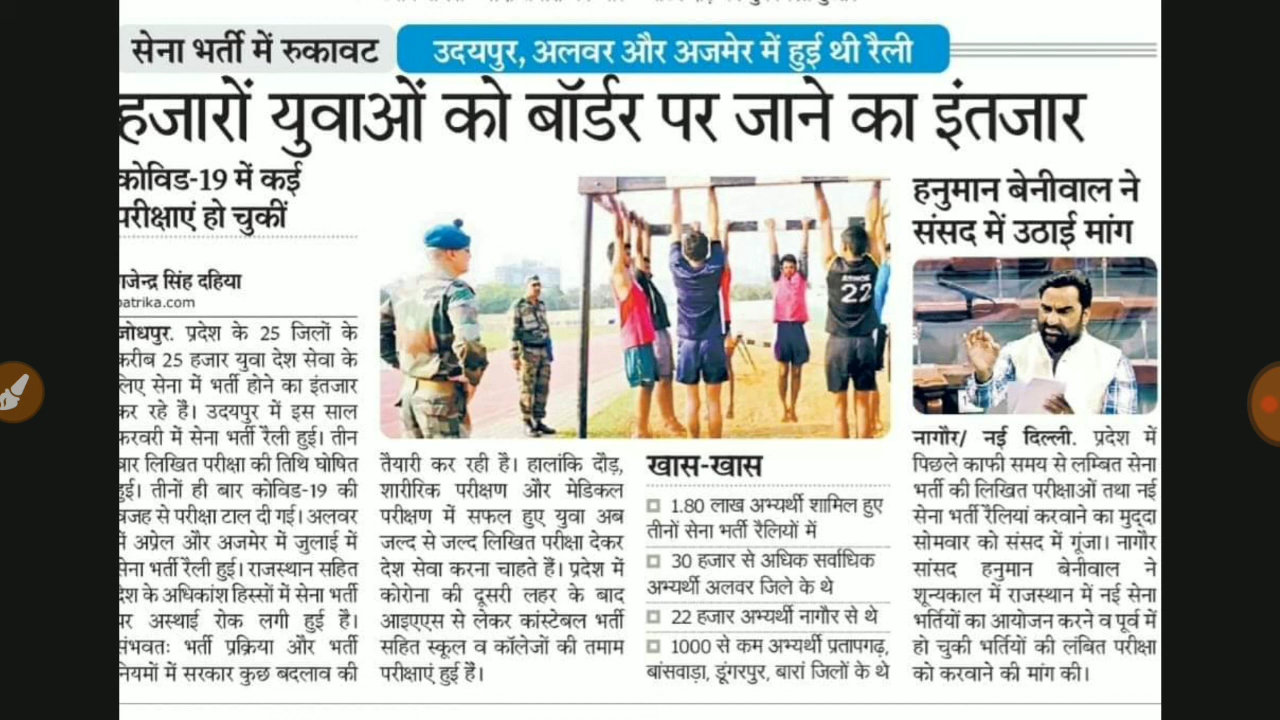 सेना भर्ती में रुकावट
उदयपुर, अलवर और अजमेर में हुई थी रैली
हजारों युवाओं को बॉर्डर पर जाने का इंतजार
कोविड-19 में कई
परीक्षाएं हो चुकीं
गजेन्द्र सिंह दहिया
patrika.com
जोधपुर. प्रदेश के 25 जिलों के
करीब 25 हजार युवा देश सेवा के
लिए सेना में भर्ती होने का इंतजार
कर रहे हैं। उदयपुर में इस साल
फरवरी में सेना भर्ती रैली हुई। तीन
बार लिखित परीक्षा की तिथि घोषित
हुई। तीनों ही बार कोविड-19 की
वजह से परीक्षा टाल दी गई। अलवर
में अप्रेल और अजमेर में जुलाई में
सेना भर्ती रैली हुई। राजस्थान सहित
देश के अधिकांश हिस्सों में सेना भर्ती
पर अस्थाई रोक लगी हुई है।
संभवतः भर्ती प्रक्रिया और भर्ती
नियमों में सरकार कुछ बदलाव की
तैयारी कर रही है। हालांकि दौड़,
शारीरिक परीक्षण और मेडिकल
परीक्षण में सफल हुए युवा अब
जल्द से जल्द लिखित परीक्षा देकर
देश सेवा करना चाहते हैं। प्रदेश में
कोरोना की दूसरी लहर के बाद
आइएएस से लेकर कांस्टेबल भर्ती
सहित स्कूल व कॉलेजों की तमाम
परीक्षाएं हुई हैं।
22
खास-खास
1.80 लाख अभ्यर्थी शामिल हुए
तीनों सेना भर्ती रैलियों में
30 हजार से अधिक सर्वाधिक
अभ्यर्थी अलवर जिले के थे
22 हजार अभ्यर्थी नागौर से थे
1000 से कम अभ्यर्थी प्रतापगढ़,
बांसवाड़ा, डूंगरपुर, बारां जिलों के थे
हनुमान बेनीवाल ने
संसद में उठाई मांग
नागौर/ नई दिल्ली. प्रदेश में
पिछले काफी समय से लम्बित सेना
भर्ती की लिखित परीक्षाओं तथा नई
सेना भर्ती रैलियां करवाने का मुद्दा
सोमवार को संसद में गूंजा। नागौर
सांसद हनुमान बेनीवाल ने
शून्यकाल में राजस्थान में नई सेना
भर्तियों का आयोजन करने व पूर्व में
हो चुकी भर्तियों की लंबित परीक्षा
को करवाने की मांग की।